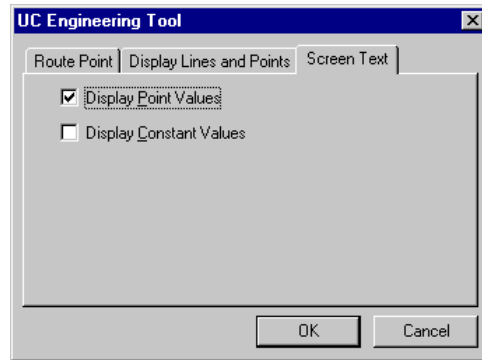 UC Engineering Tool
Route Point Display Lines and Points Screen Text
Display Point Values
Display Constant Values
OK Cancel